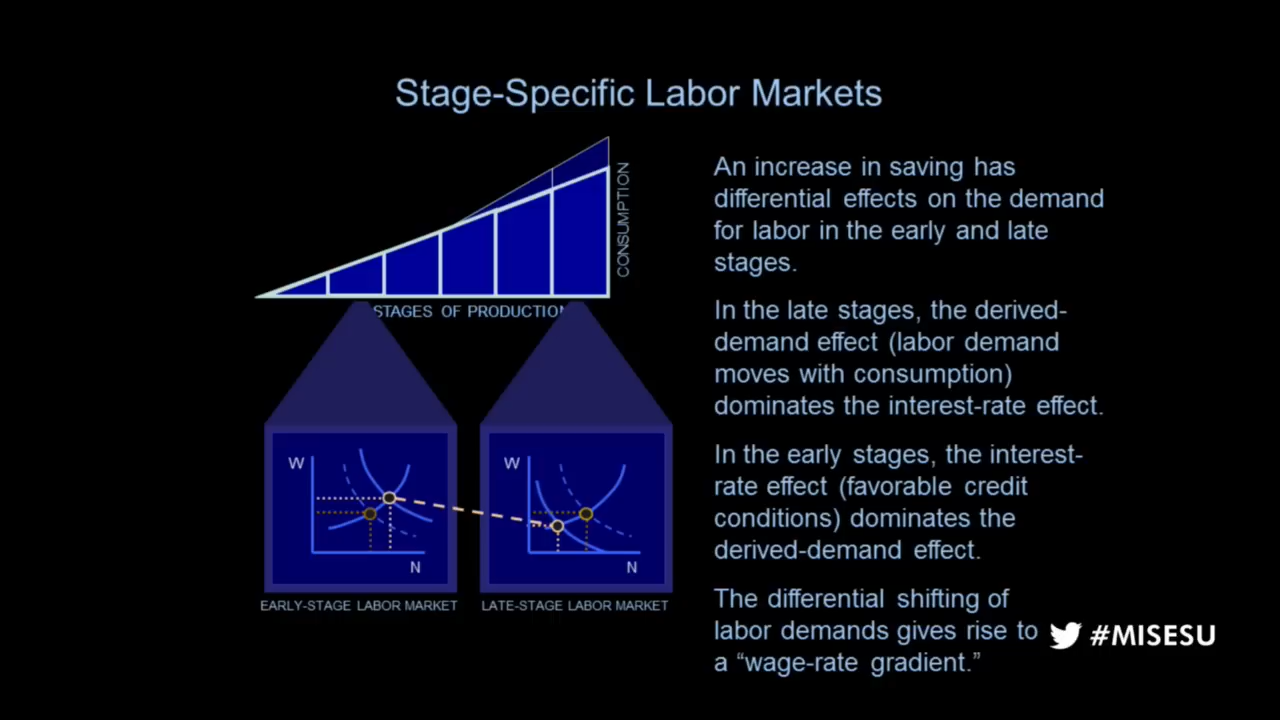 Stage-Specific Labor Markets
CONSUMPTION
STAGES OF PRODUCTION
W
N
EARLY-STAGE LABOR MARKET
W
N
LATE-STAGE LABOR MARKET
An increase in saving has
differential effects on the demand
for labor in the early and late
stages.
In the late stages, the derived-
demand effect (labor demand
moves with consumption)
dominates the interest-rate effect.
In the early stages, the interest-
rate effect (favorable credit
conditions) dominates the
derived-demand effect.
The differential shifting of
labor demands gives rise to
a “wage-rate gradient.”
#MISESU